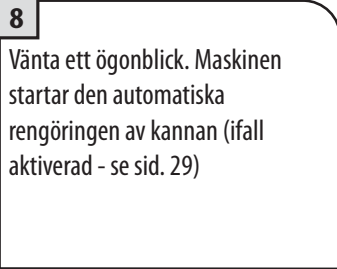 8
Vänta ett ögonblick. Maskinen
startar den automatiska
rengöringen av kannan (ifall
aktiverad - se sid. 29)